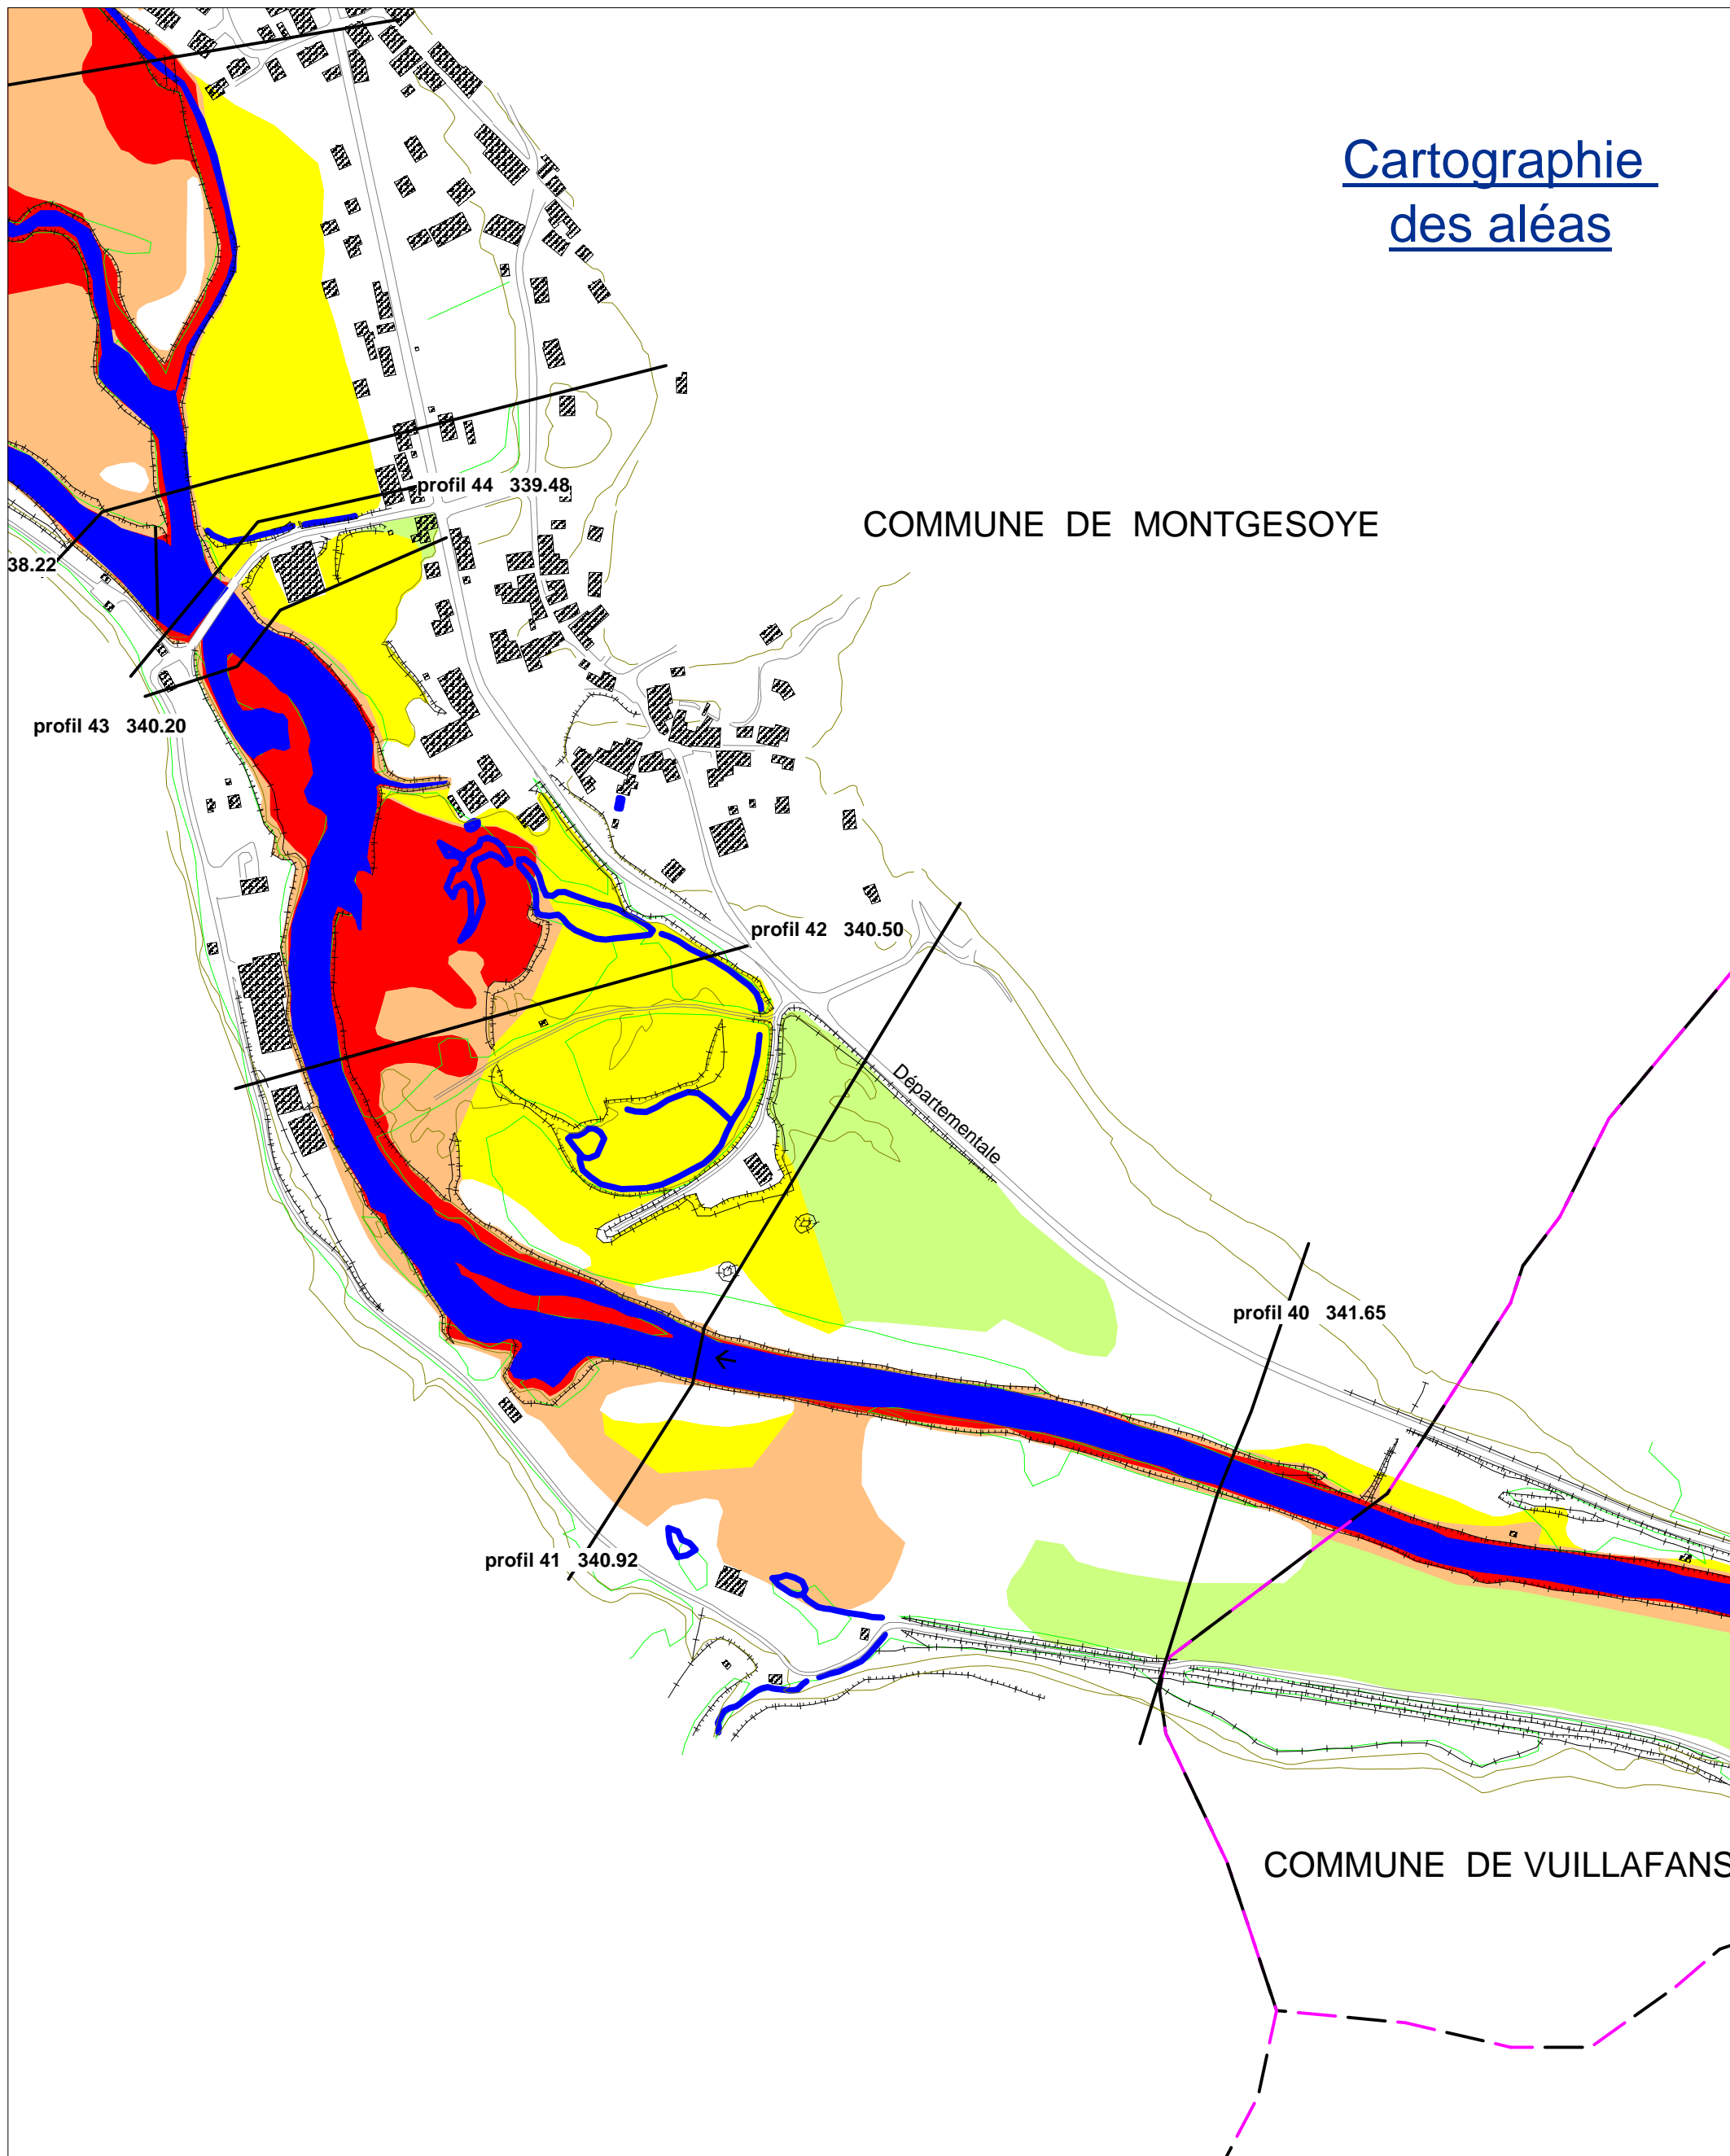 Cartographie
des aléas
profil 44 339.48
COMMUNE DE MONTGESOYE
38.22
profil 43 340.20
profil 42 340.50
Départementale
profil 40 341.65
profil 41 340.92
COMMUNE DE VUILLAFANS